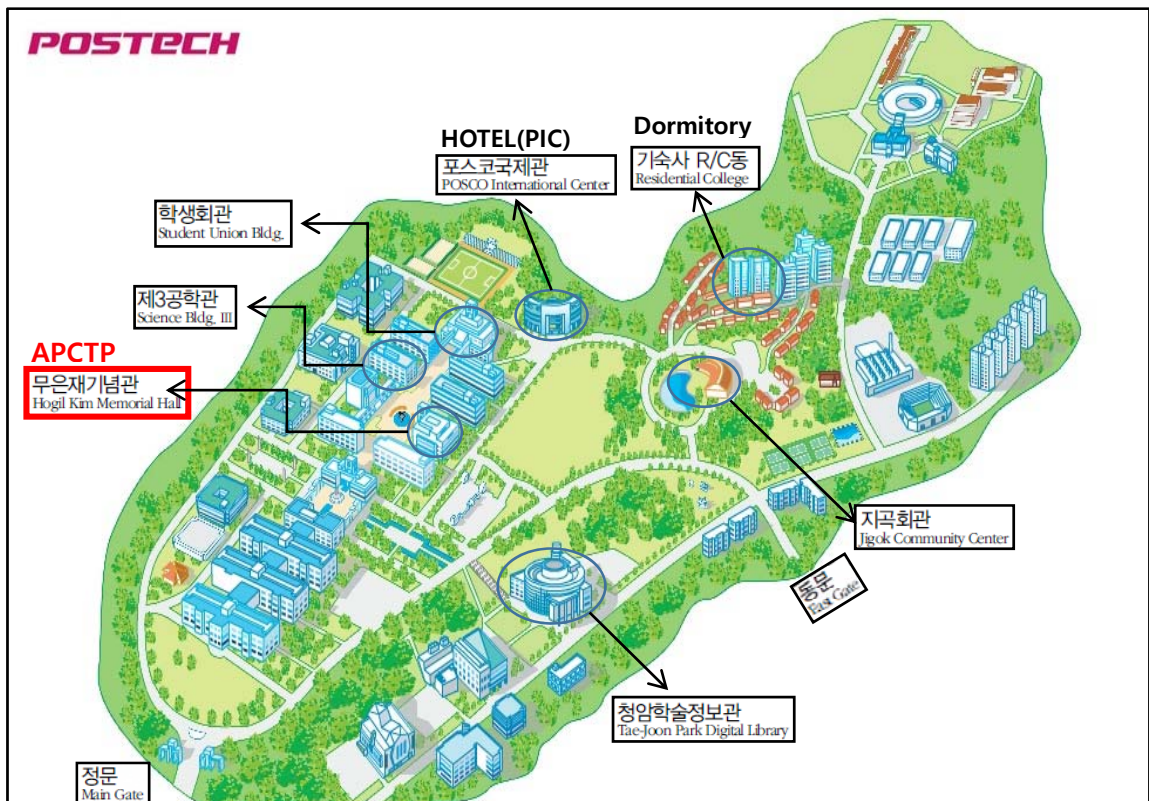 POSTECH
HOTEL(PIC)
포스코국제관
POSCO International Center
Dormitory
기숙사 R/C동
Residential College
학생회관
Student Union Bldg.
제3공학관
Science Bldg. III
APCTP
무은재기념관
Hogil Kim Memorial Hall
지곡회관
Jigok Community Center
동문
East Gate
청암학술정보관
Tae-Joon Park Digital Library
정문
Main Gate